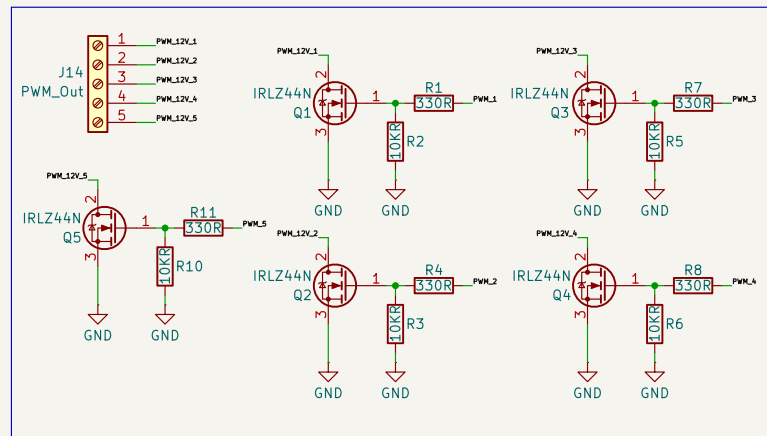 J14
PWM_Out
1 PWM_12V_1
2 PWM_12V_2
3 PWM_12V_3
4 PWM_12V_4
5 PWM_12V_5
PWM_12V_1
2
IRLZ44N
Q1
3
1
R1
330R
PWM_1
10KR
R2
GND
GND
PWM_12V_3
2
IRLZ44N
Q3
3
1
R7
330R
PWM_3
10KR
R5
GND
GND
PWM_12V_5
2
IRLZ44N
Q5
3
1
R11
330R
PWM_5
10KR
R10
GND
GND
PWM_12V_2
2
IRLZ44N
Q2
3
1
R4
330R
PWM_2
10KR
R3
GND
GND
PWM_12V_4
2
IRLZ44N
Q4
3
1
R8
330R
PWM_4
10KR
R6
GND
GND